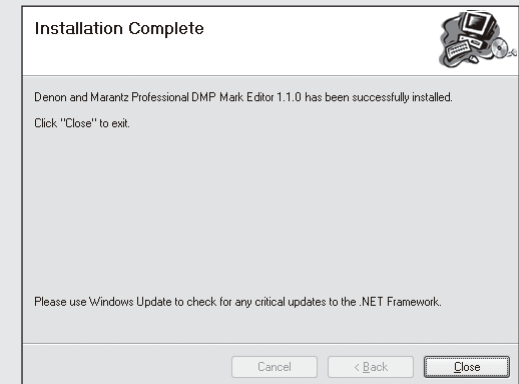 Installation Complete
Denon and Marantz Professional DMP Mark Editor 1.1.0 has been successfully installed.
Click "Close" to exit.
Please use Windows Update to check for any critical updates to the .NET Framework.
Cancel
< Back
Close